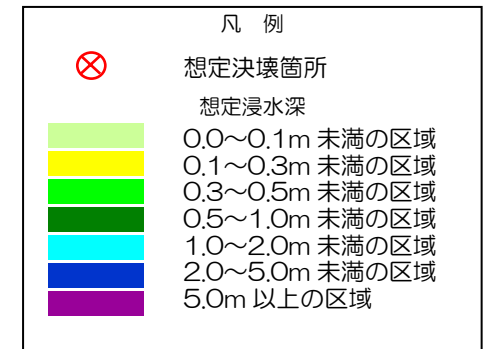 凡 例
想定決壊箇所
想定浸水深
0.0～0.1m 未満の区域
0.1～0.3m 未満の区域
0.3～0.5m 未満の区域
0.5～1.0m 未満の区域
1.0～2.0m 未満の区域
2.0～5.0m 未満の区域
5.0m 以上の区域